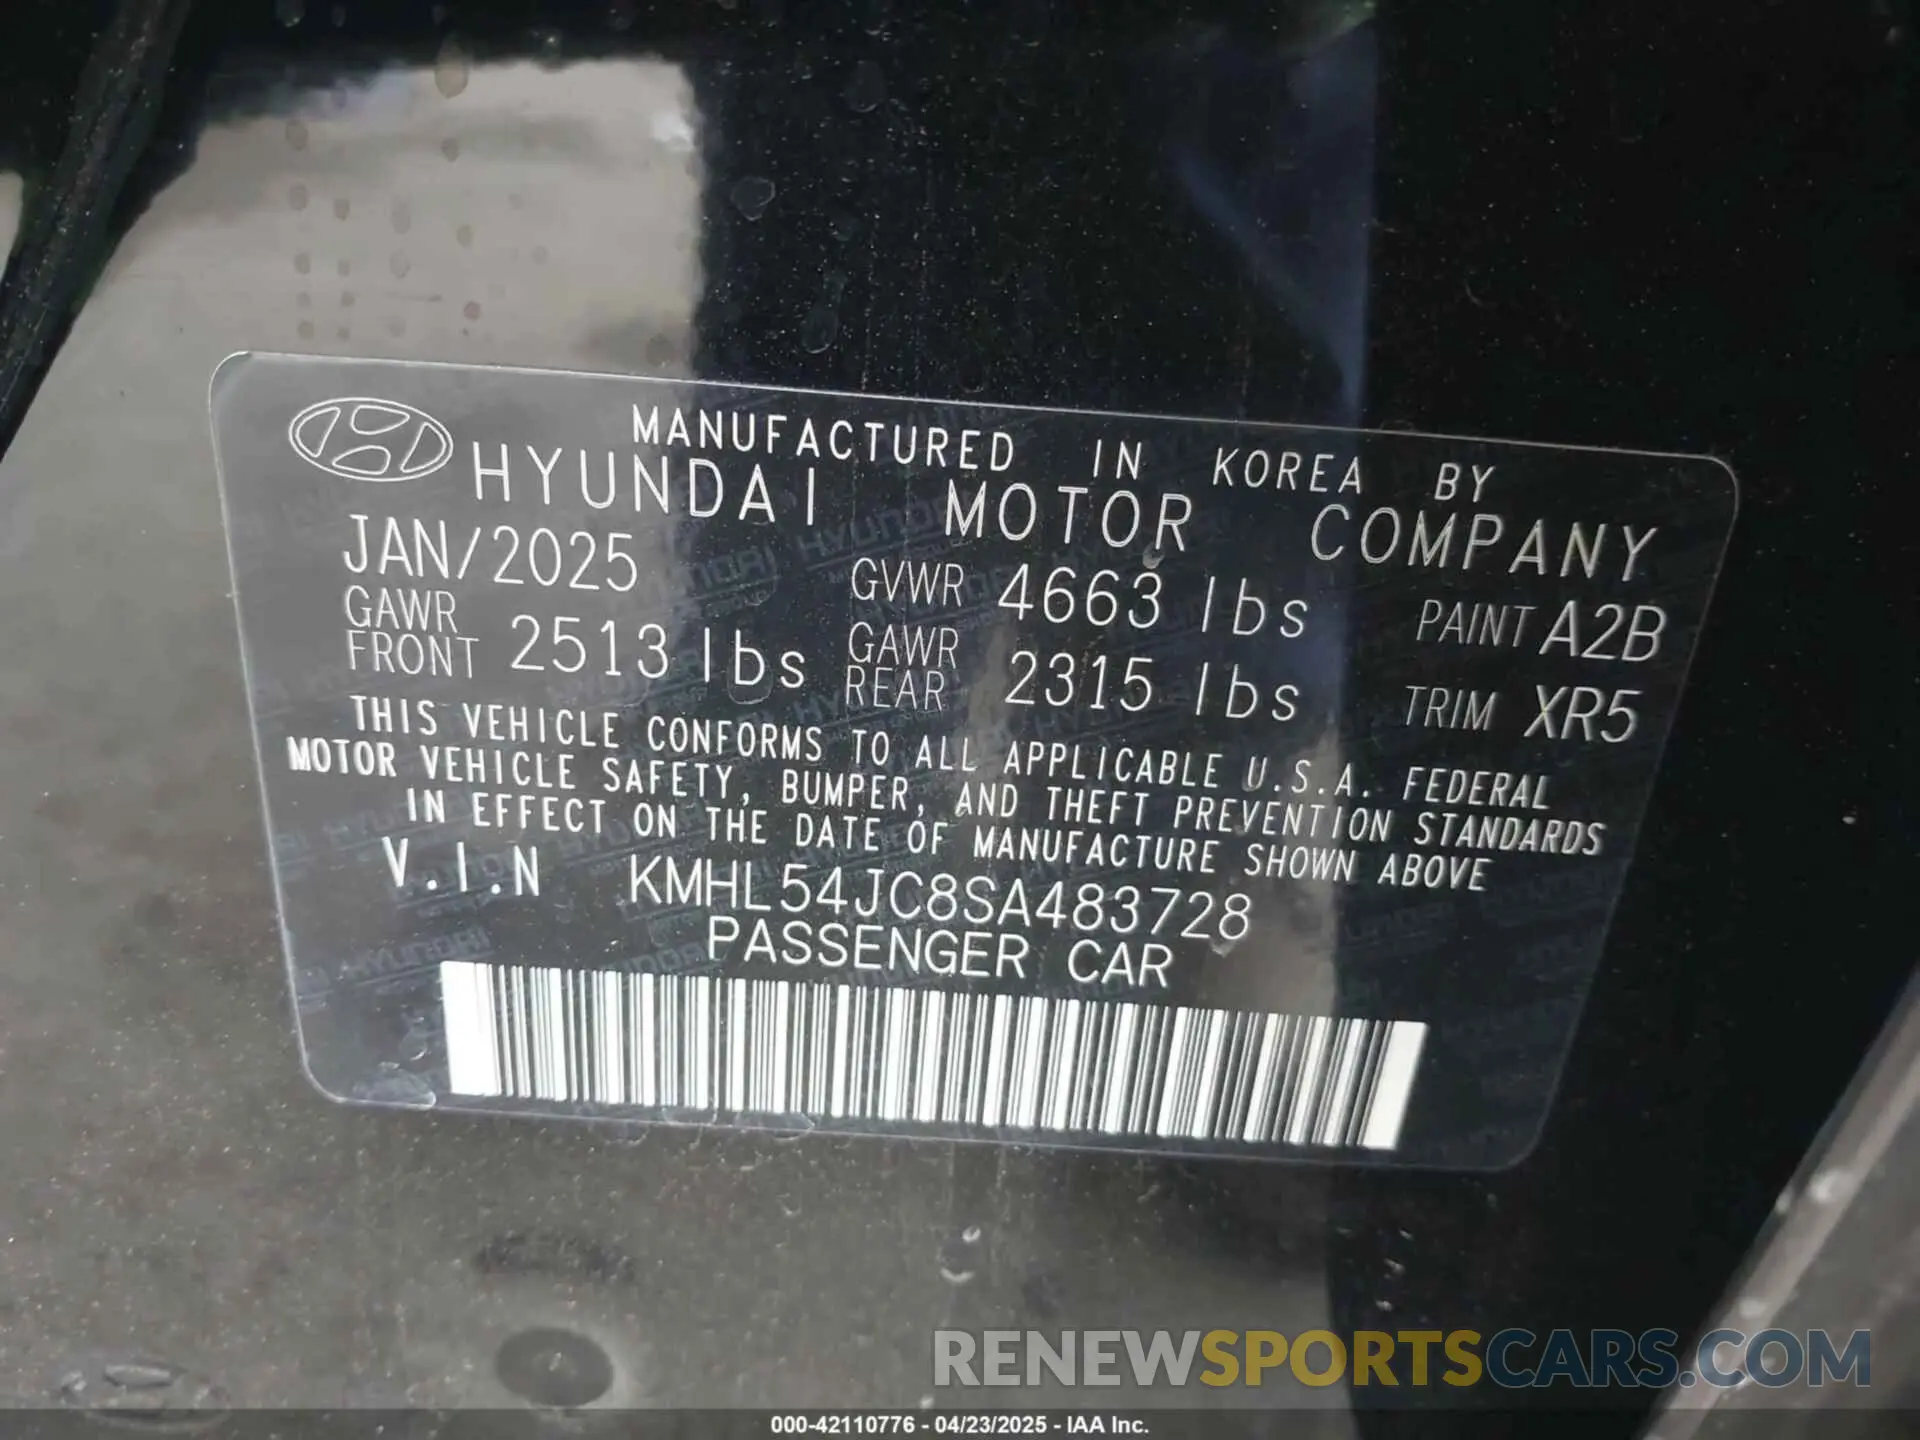 MANUFACTURED IN KOREA BY
HYUNDAI MOTOR COMPANY
JAN/2025 GVWR 4663 lbs PAINT A2B
GAWR FRONT 2513 lbs GAWR REAR 2315 lbs TRIM XR5
THIS VEHICLE CONFORMS TO ALL APPLICABLE U.S.A. FEDERAL
MOTOR VEHICLE SAFETY, BUMPER, AND THEFT PREVENTION STANDARDS
IN EFFECT ON THE DATE OF MANUFACTURE SHOWN ABOVE
V.I.N KMHL54JC8SA483728
PASSENGER CAR
RENEWSPORTSCARS.COM
000-42110776 - 04/23/2025 - IAA Inc.